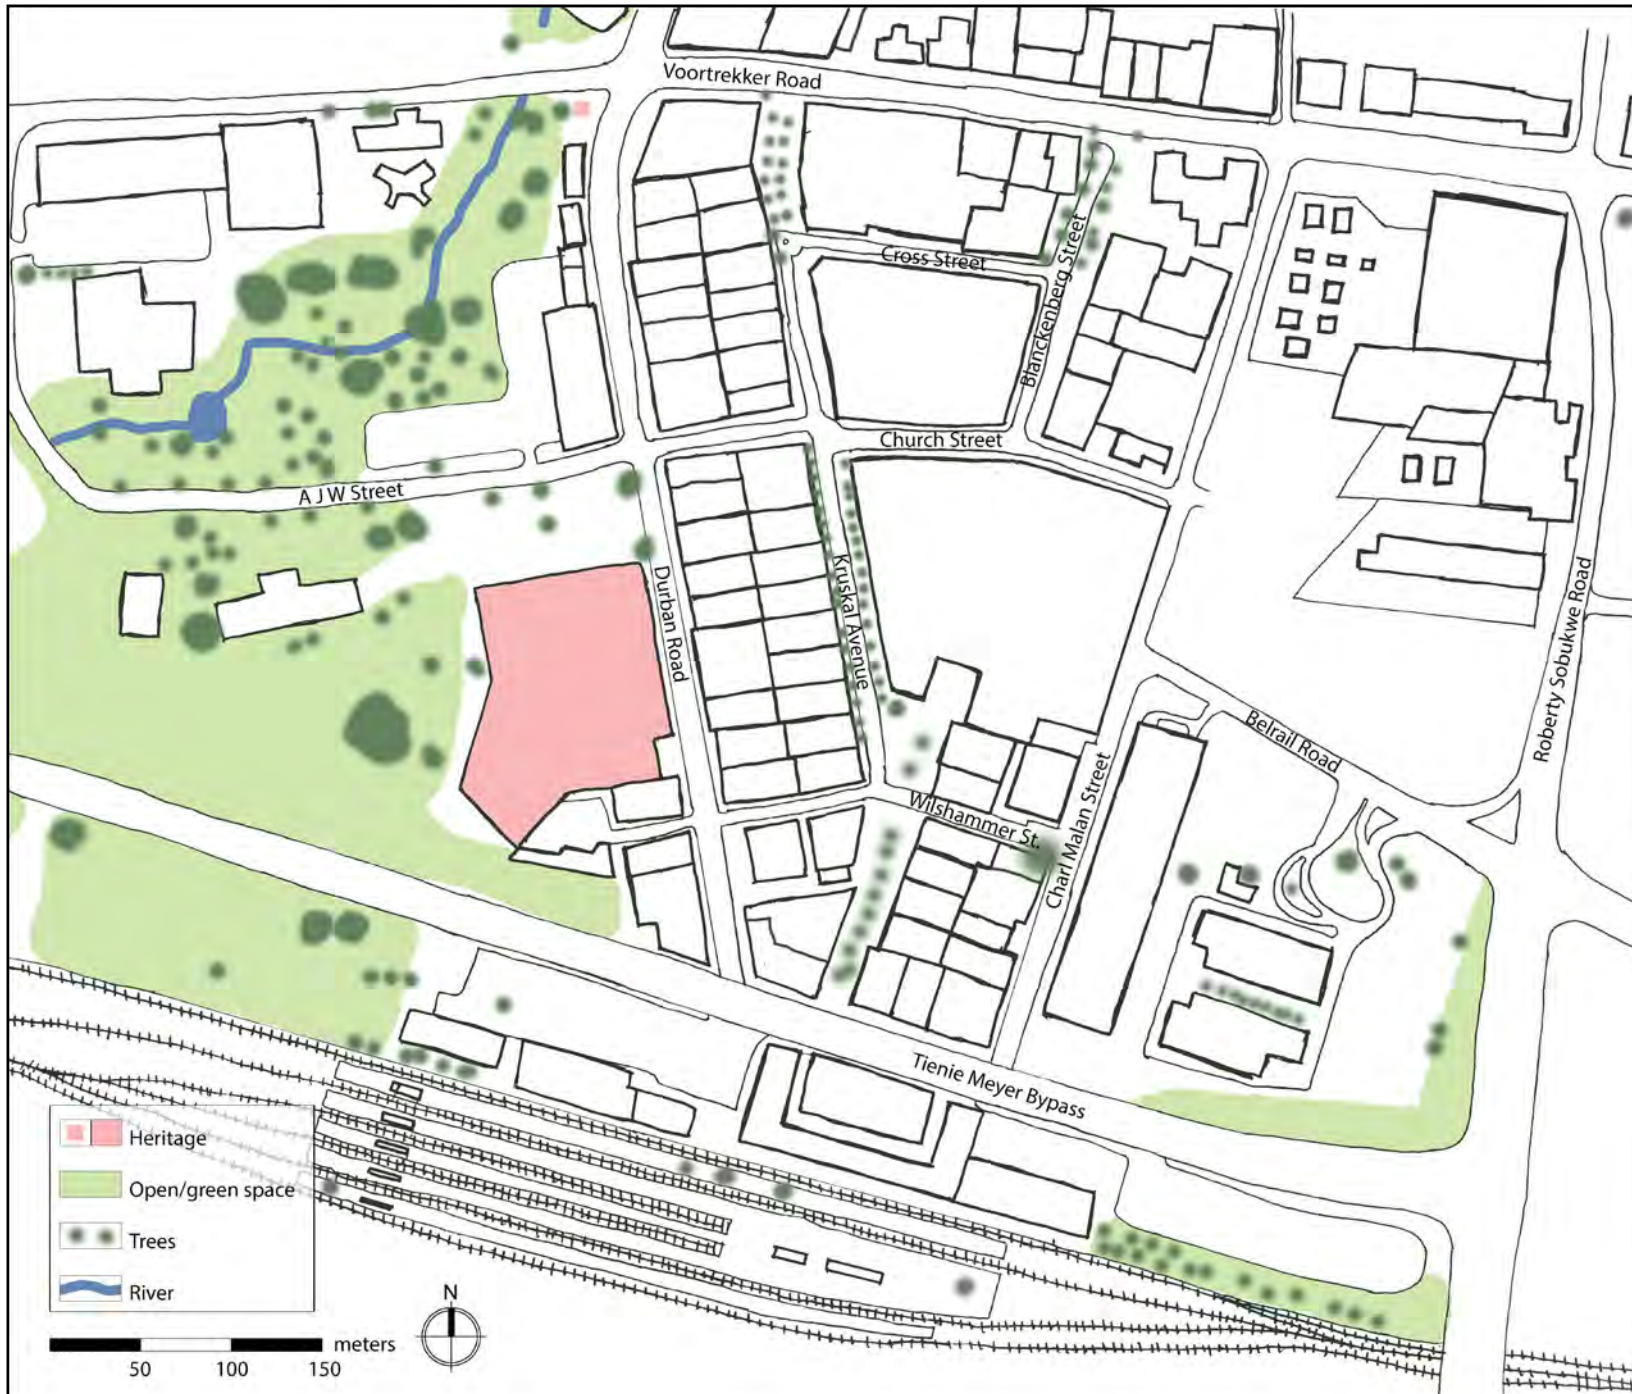 Voortrekker Road
Cross Street
Blanckenberg Street
Church Street
A J W Street
Kruskal Avenue
Durban Road
Roberty Sobukwe Road
Belrail Road
Wilshammer St.
Charl Malan Street
Tienie Meyer Bypass
Heritage
Open/green space
Trees
River
N
meters
50 100 150